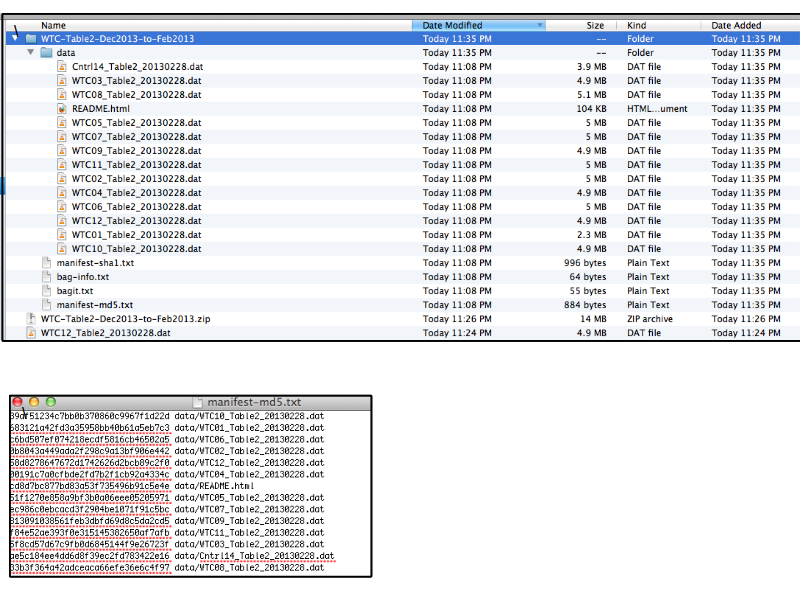 Name Date Modified Size Kind Date Added
WTC-Table2-Dec2013-to-Feb2013 Today 11:35 PM -- Folder Today 11:35 PM
data Today 11:35 PM -- Folder Today 11:35 PM
Cntrl14_Table2_20130228.dat Today 11:08 PM 3.9 MB DAT file Today 11:35 PM
WTC03_Table2_20130228.dat Today 11:08 PM 4.9 MB DAT file Today 11:35 PM
WTC08_Table2_20130228.dat Today 11:08 PM 5.1 MB DAT file Today 11:35 PM
README.html Today 11:08 PM 104 KB HTML...ument Today 11:35 PM
WTC05_Table2_20130228.dat Today 11:08 PM 5 MB DAT file Today 11:35 PM
WTC07_Table2_20130228.dat Today 11:08 PM 5 MB DAT file Today 11:35 PM
WTC09_Table2_20130228.dat Today 11:08 PM 4.9 MB DAT file Today 11:35 PM
WTC11_Table2_20130228.dat Today 11:08 PM 5 MB DAT file Today 11:35 PM
WTC02_Table2_20130228.dat Today 11:08 PM 5 MB DAT file Today 11:35 PM
WTC04_Table2_20130228.dat Today 11:08 PM 4.9 MB DAT file Today 11:35 PM
WTC06_Table2_20130228.dat Today 11:08 PM 5 MB DAT file Today 11:35 PM
WTC12_Table2_20130228.dat Today 11:08 PM 4.9 MB DAT file Today 11:35 PM
WTC01_Table2_20130228.dat Today 11:08 PM 2.3 MB DAT file Today 11:35 PM
WTC10_Table2_20130228.dat Today 11:08 PM 4.9 MB DAT file Today 11:35 PM
manifest-sha1.txt Today 11:08 PM 996 bytes Plain Text Today 11:35 PM
bag-info.txt Today 11:08 PM 64 bytes Plain Text Today 11:35 PM
bagit.txt Today 11:08 PM 55 bytes Plain Text Today 11:35 PM
manifest-md5.txt Today 11:08 PM 884 bytes Plain Text Today 11:35 PM
WTC-Table2-Dec2013-to-Feb2013.zip Today 11:26 PM 14 MB ZIP archive Today 11:26 PM
WTC12_Table2_20130228.dat Today 11:24 PM 4.9 MB DAT file Today 11:24 PM
manifest-md5.txt
data/WTC10_Table2_20130228.dat
683121a42fd3a35958bb40b61a5eb7c3 data/WTC01_Table2_20130228.dat
c6bd507ef074218ecdf5816cb46502a5 data/WTC06_Table2_20130228.dat
0b8043a449ada2f298c9a13bf906e442 data/WTC02_Table2_20130228.dat
58d8278647672d1742626d2bcb89c2f0 data/WTC12_Table2_20130228.dat
00191c7a0cfbde2fd7b2f1cb92a4334c data/WTC04_Table2_20130228.dat
cd8d7bc877bd83a53f735496b91c5e4e data/README.html
51f1270e858a9bf3b0a06eee05205971 data/WTC05_Table2_20130228.dat
ec986c0ebcacd3f2904be1071f91c5bc data/WTC07_Table2_20130228.dat
813091038561feb3dbfd69d8c5da2cd5 data/WTC09_Table2_20130228.dat
f04e52ae393f0e315145382650af7afb data/WTC11_Table2_20130228.dat
5f8cd57d67c9fb0d6845144f9e26723f data/WTC03_Table2_20130228.dat
ae5c184ee4dd6d8f39ec2fd783422e16 data/Cntrl14_Table2_20130228.dat
33b3f364a42adceaca66efe36e6c4f97 data/WTC08_Table2_20130228.dat